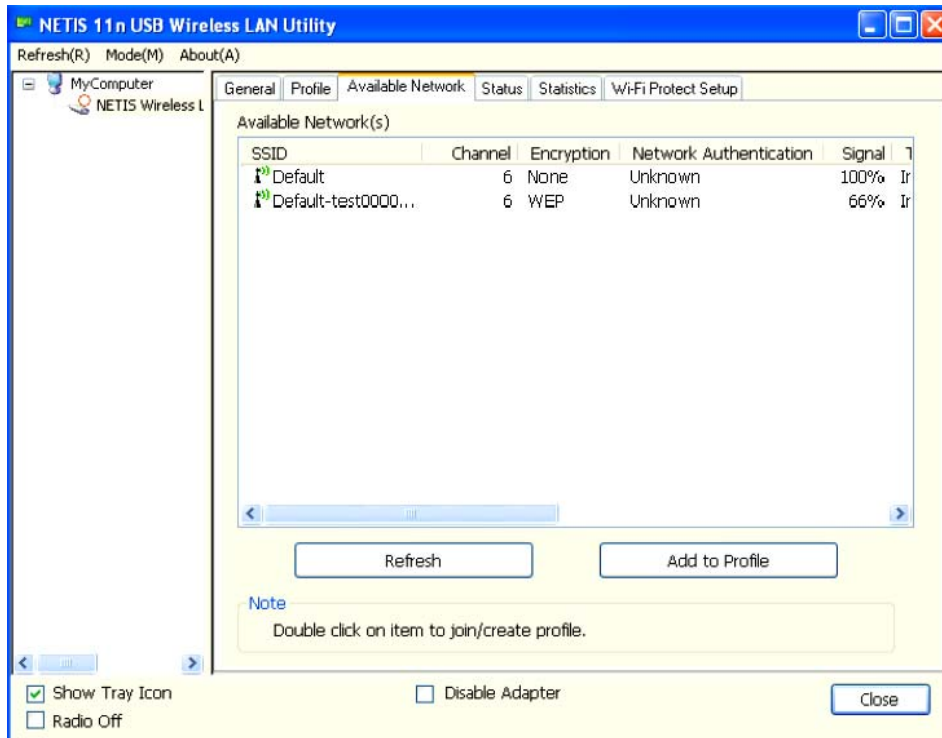 NETIS 11n USB Wireless LAN Utility
Refresh(R) Mode(M) About(A)
MyComputer
NETIS Wireless L
General Profile Available Network Status Statistics Wi-Fi Protect Setup
Available Network(s)
SSID Channel Encryption Network Authentication Signal T
Default 6 None Unknown 100% Ir
Default-test0000... 6 WEP Unknown 66% Ir
Refresh Add to Profile
Note
Double click on item to join/create profile.
Show Tray Icon Disable Adapter Close
Radio Off